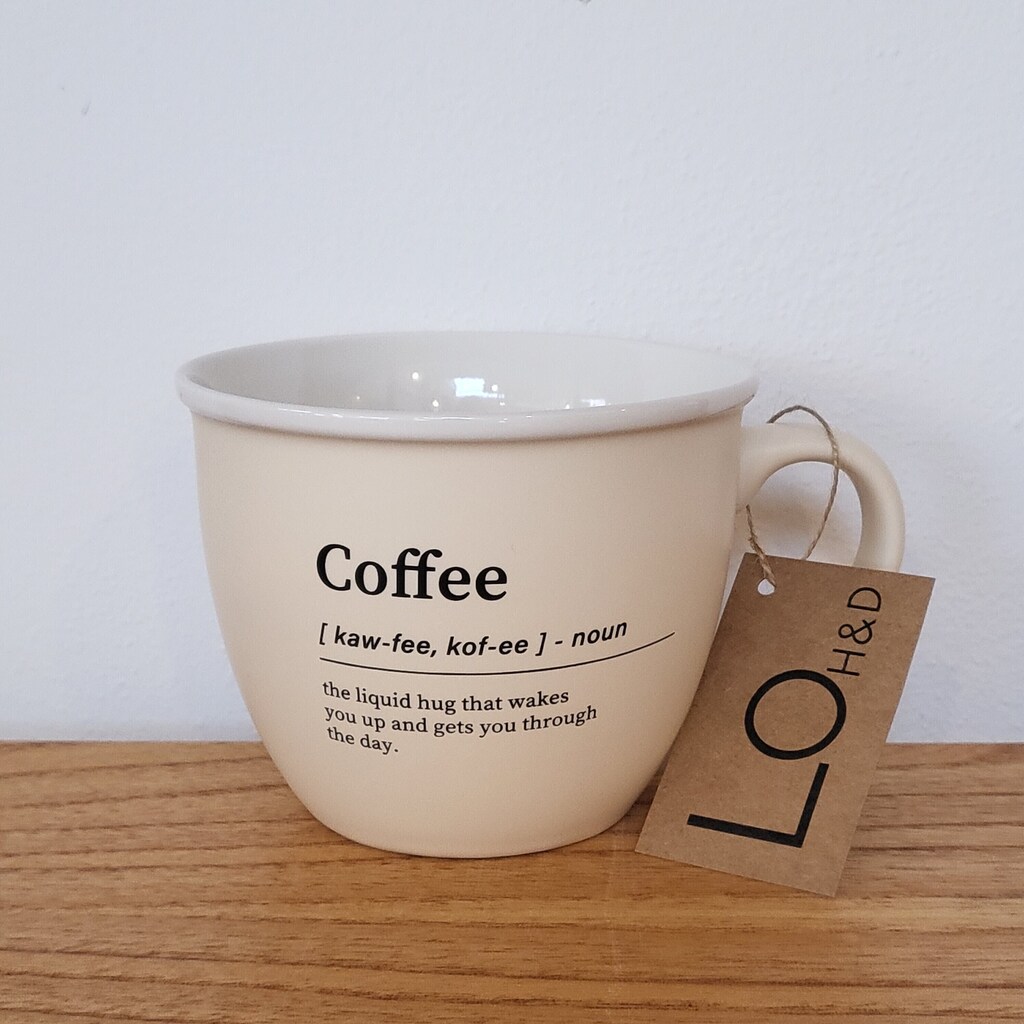 Coffee
[ kaw-fee, kof-ee ] - noun
the liquid hug that wakes
you up and gets you through
the day.
LO H&D